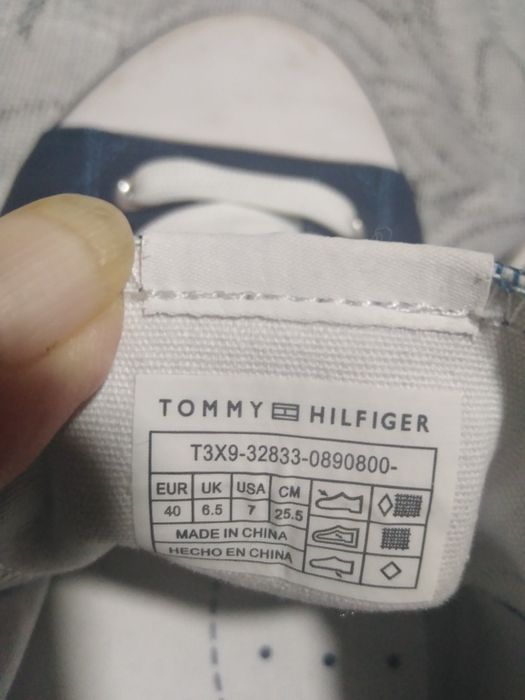 TOMMY HILFIGER
T3X9-32833-0890800-
EUR UK USA CM
40 6.5 7 25.5
MADE IN CHINA
HECHO EN CHINA